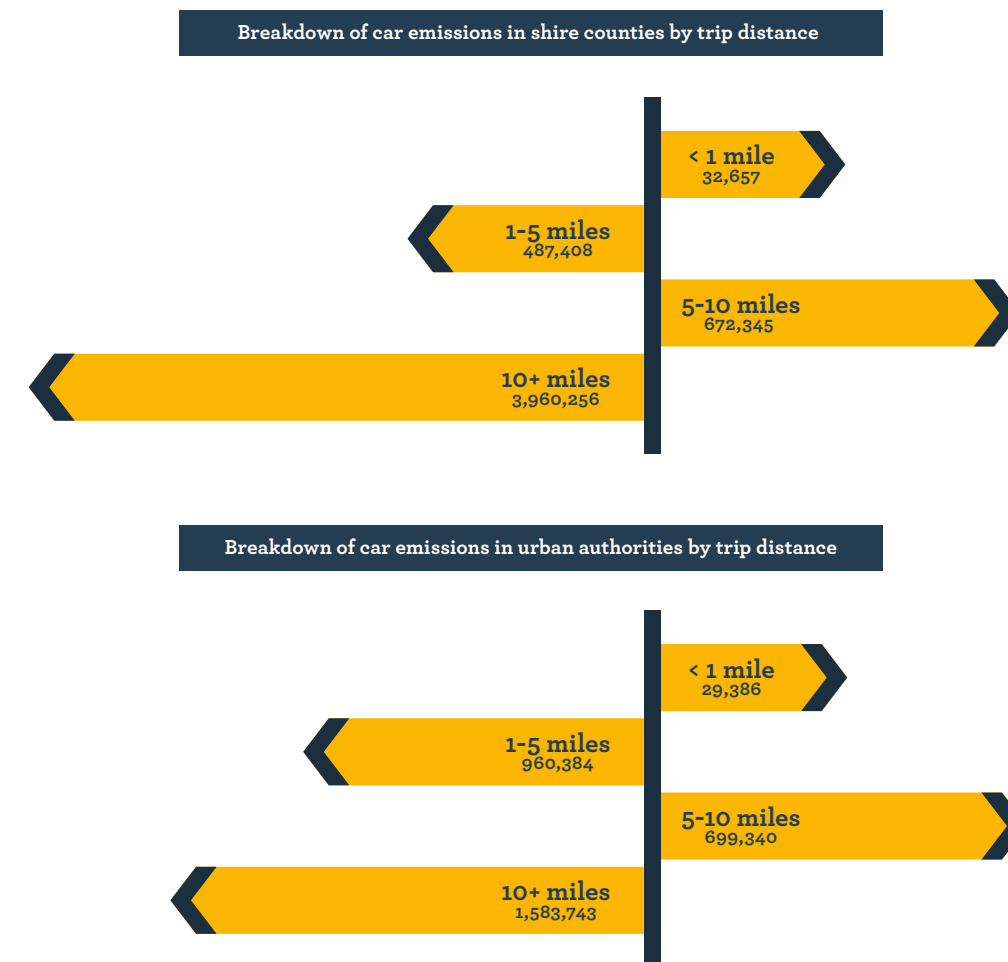 Breakdown of car emissions in shire counties by trip distance
< 1 mile
32,657
1-5 miles
487,408
5-10 miles
672,345
10+ miles
3,960,256
Breakdown of car emissions in urban authorities by trip distance
< 1 mile
29,386
1-5 miles
960,384
5-10 miles
699,340
10+ miles
1,583,743